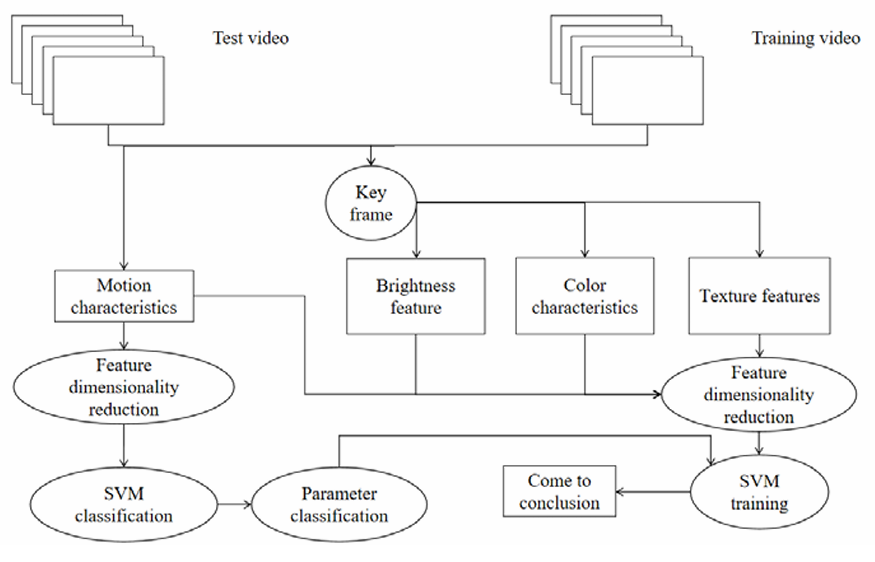 Test video
Training video
Key
frame
Motion
characteristics
Brightness
feature
Color
characteristics
Texture features
Feature
dimensionality
reduction
Feature
dimensionality
reduction
SVM
classification
Parameter
classification
Come to
conclusion
SVM
training